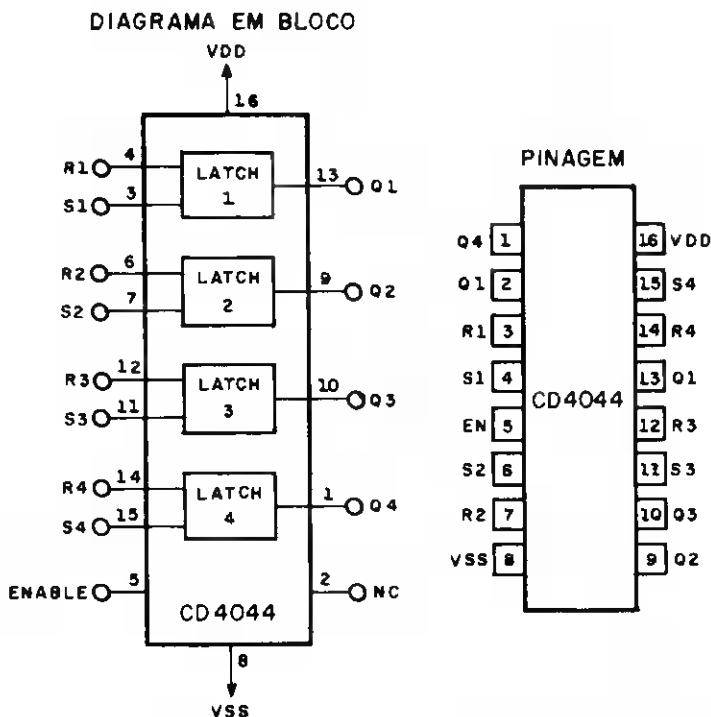 DIAGRAMA EM BLOCO
VDD
16
R1 4
S1 3
LATCH
1
13 Q1
R2 6
S2 7
LATCH
2
9 Q2
R3 12
S3 11
LATCH
3
10 Q3
R4 14
S4 15
LATCH
4
1 Q4
ENABLE 5
2 NC
CD4044
8
VSS
PINAGEM
Q4 1
16 VDD
Q1 2
15 S4
R1 3
14 R4
S1 4
13 Q1
CD4044
EN 5
12 R3
S2 6
11 S3
R2 7
10 Q3
VSS 8
9 Q2